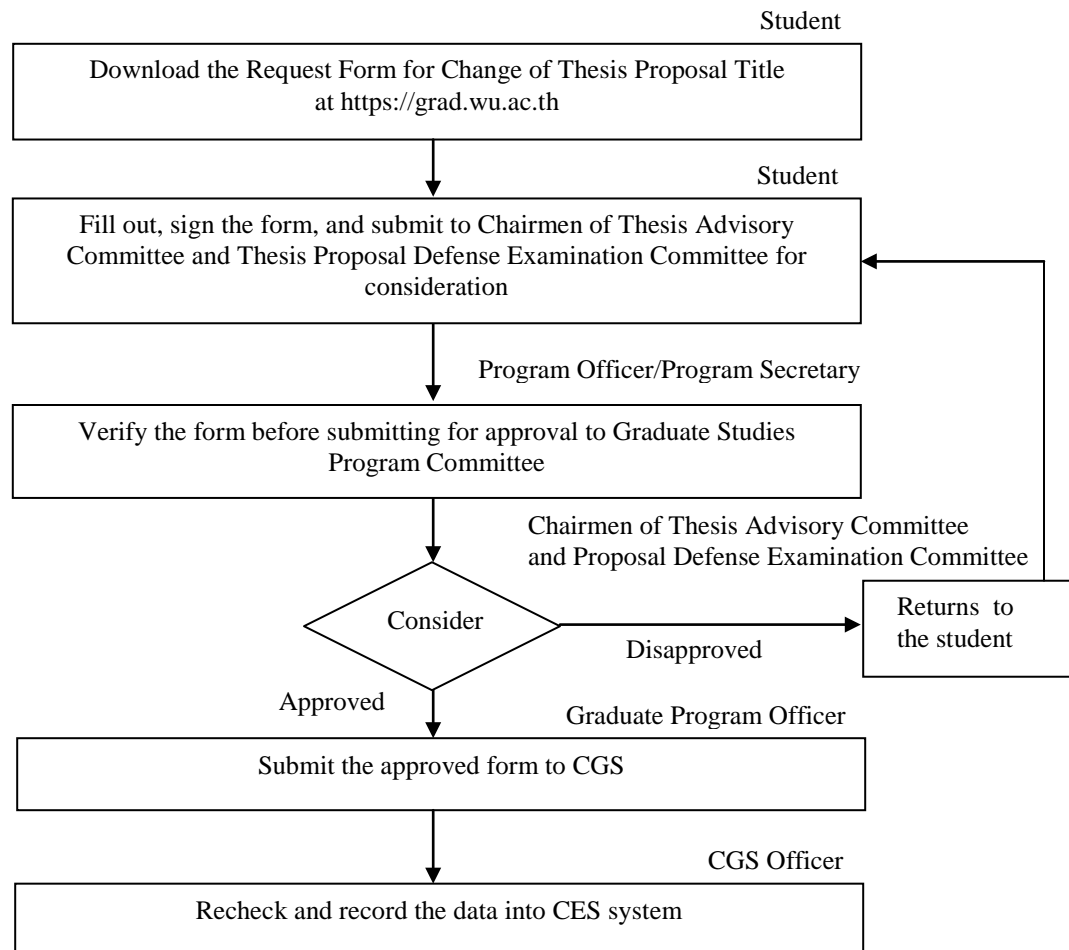 Student
Download the Request Form for Change of Thesis Proposal Title
at https://grad.wu.ac.th
Student
Fill out, sign the form, and submit to Chairmen of Thesis Advisory
Committee and Thesis Proposal Defense Examination Committee for
consideration
Program Officer/Program Secretary
Verify the form before submitting for approval to Graduate Studies
Program Committee
Chairmen of Thesis Advisory Committee
and Proposal Defense Examination Committee
Consider
Disapproved
Returns to
the student
Approved
Graduate Program Officer
Submit the approved form to CGS
CGS Officer
Recheck and record the data into CES system